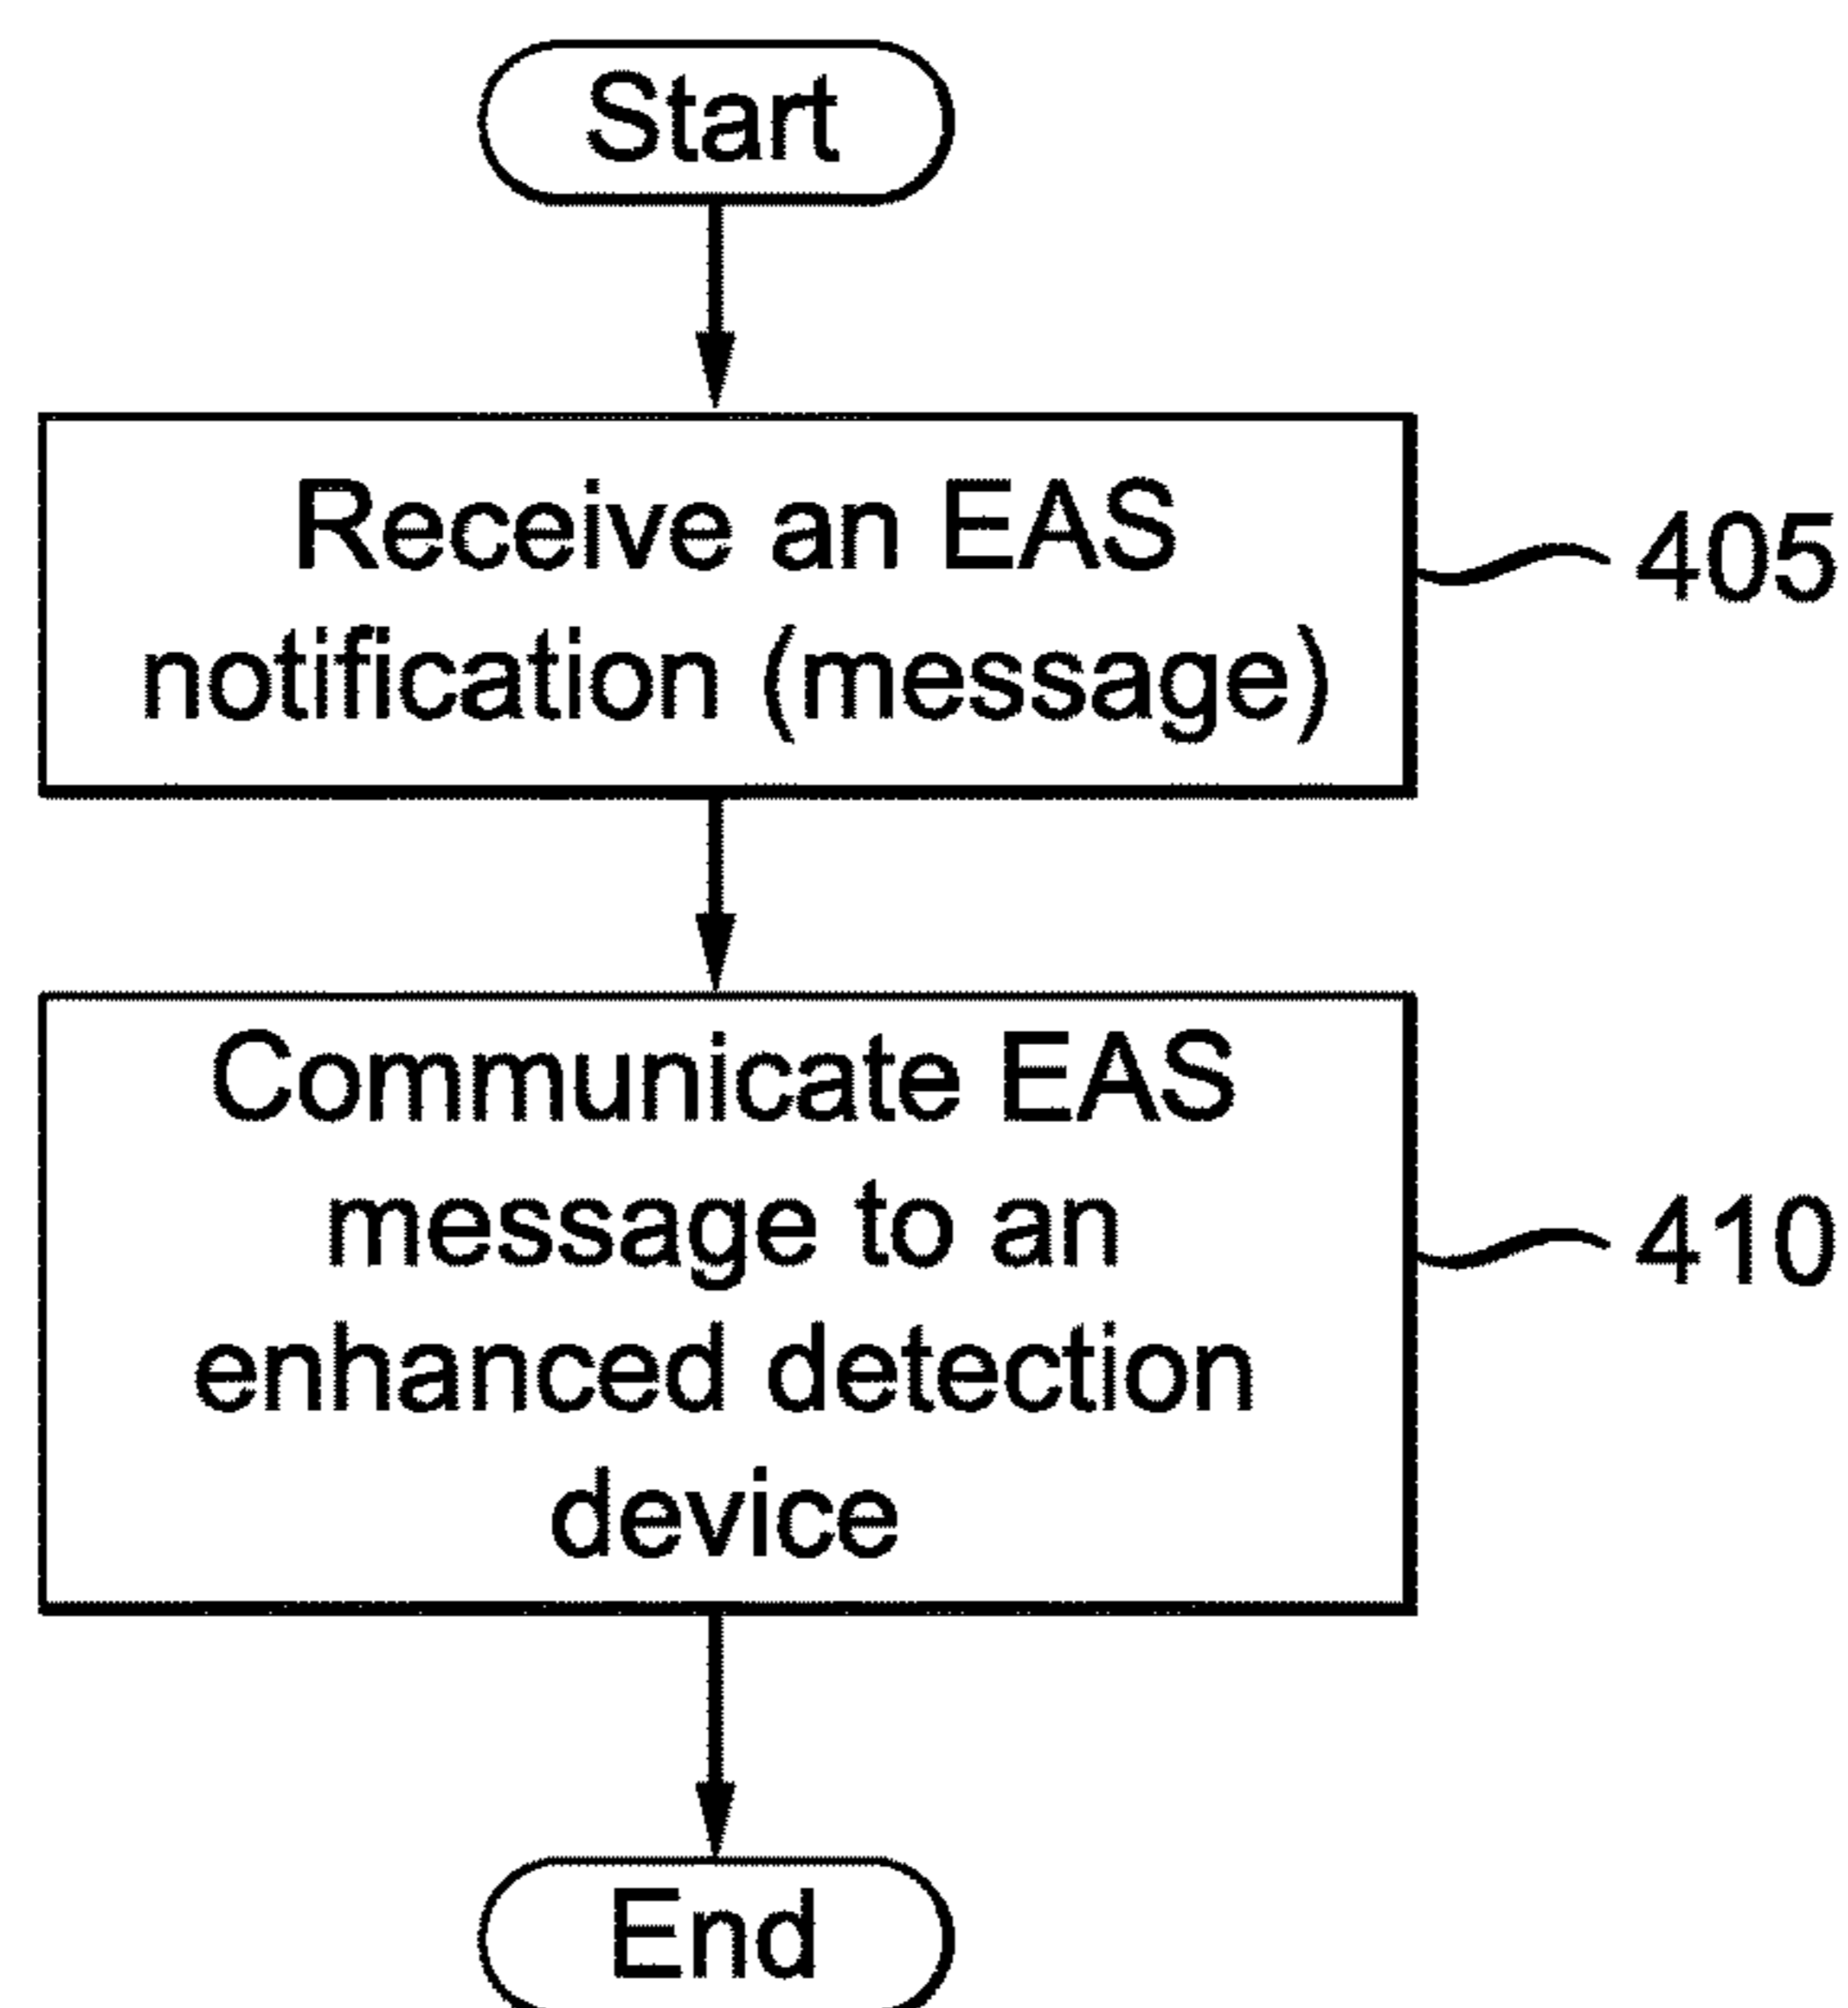 Start
Receive an EAS
notification (message)
405
Communicate EAS
message to an
enhanced detection
device
410
End